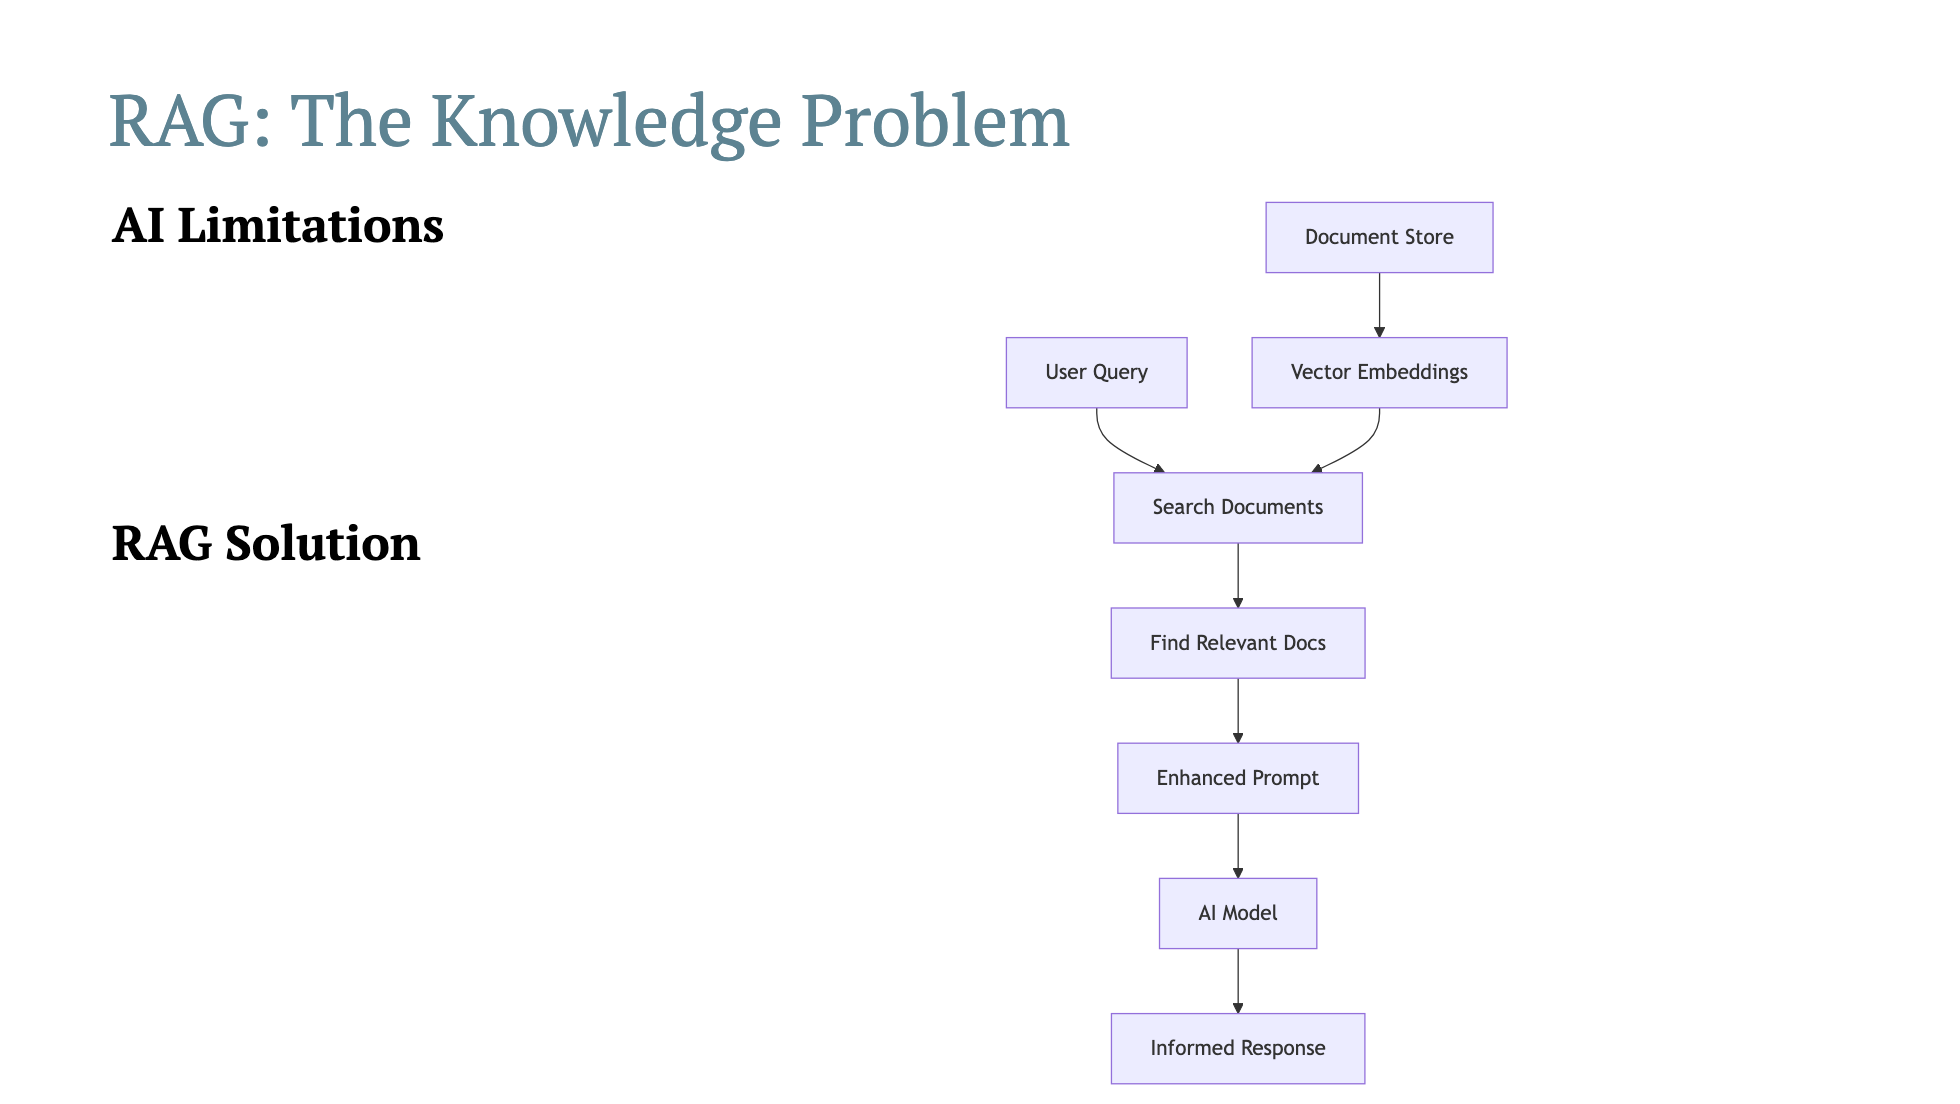 RAG: The Knowledge Problem
AI Limitations
RAG Solution
Document Store
User Query
Vector Embeddings
Search Documents
Find Relevant Docs
Enhanced Prompt
AI Model
Informed Response